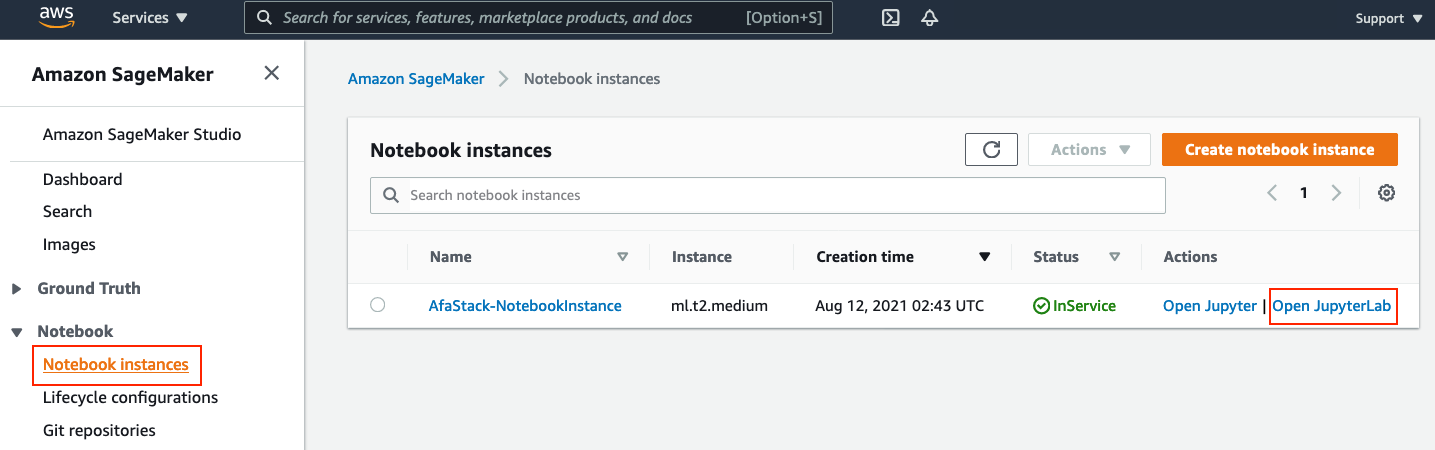 aws Services Search for services, features, marketplace products, and docs [Option+S] Support
Amazon SageMaker
Amazon SageMaker Studio
Dashboard
Search
Images
Ground Truth
Notebook
Notebook instances
Lifecycle configurations
Git repositories
Amazon SageMaker > Notebook instances
Notebook instances Actions Create notebook instance
Search notebook instances 1
Name Instance Creation time Status Actions
AfaStack-NotebookInstance ml.t2.medium Aug 12, 2021 02:43 UTC InService Open Jupyter | Open JupyterLab